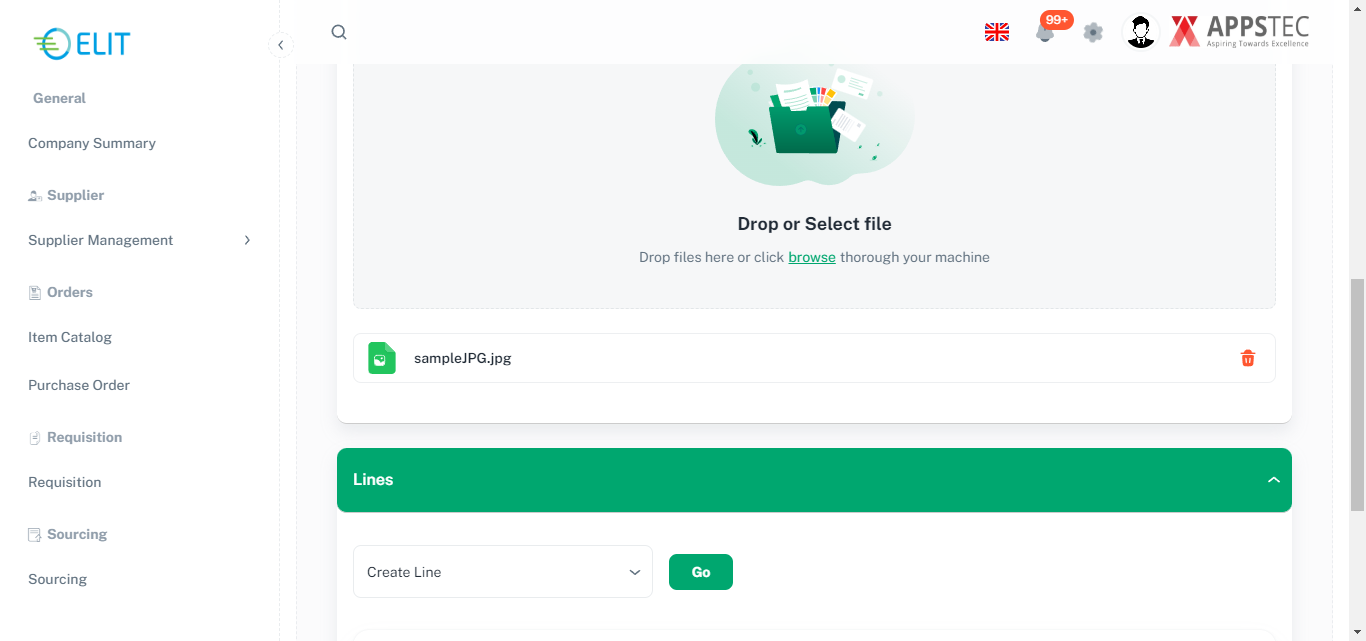 ELIT
General
Company Summary
Supplier
Supplier Management
Orders
Item Catalog
Purchase Order
Requisition
Requisition
Sourcing
Sourcing
99+
APPSTEC
Aspiring Towards Excellence
Drop or Select file
Drop files here or click browse thorough your machine
sampleJPG.jpg
Lines
Create Line
Go